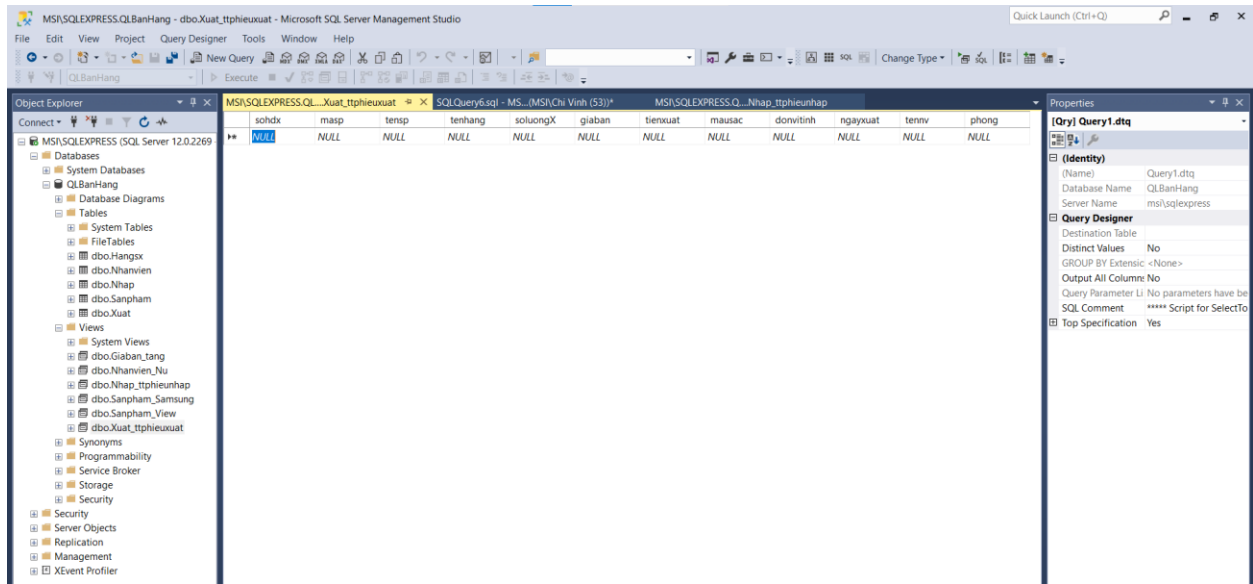 MSI\SQLEXPRESS.QLBanHang - dbo.Xuat_ttphieuxuat - Microsoft SQL Server Management Studio
Quick Launch (Ctrl+Q)
File Edit View Project Query Designer Tools Window Help
New Query
Change Type
QLBanHang
Execute
Object Explorer
Connect
MSI\SQLEXPRESS (SQL Server 12.0.2269 -
Databases
System Databases
QLBanHang
Database Diagrams
Tables
System Tables
FileTables
dbo.Hangsx
dbo.Nhanvien
dbo.Nhap
dbo.Sanpham
dbo.Xuat
Views
System Views
dbo.Giaban_tang
dbo.Nhanvien_Nu
dbo.Nhap_ttphieunhap
dbo.Sanpham_Samsung
dbo.Sanpham_View
dbo.Xuat_ttphieuxuat
Synonyms
Programmability
Service Broker
Storage
Security
Security
Server Objects
Replication
Management
XEvent Profiler
MSI\SQLEXPRESS.QL...Xuat_ttphieuxuat SQLQuery6.sql - MS...(MSI\Chi Vinh (53))* MSI\SQLEXPRESS.Q....Nhap_ttphieunhap
sohdx masp tensp tenhang soluongX giaban tienxuat mausac donvitinh ngayxuat tennv phong
NULL NULL NULL NULL NULL NULL NULL NULL NULL NULL NULL NULL
Properties
[Qry] Query1.dtq
(Identity)
(Name) Query1.dtq
Database Name QLBanHang
Server Name msi\sqlexpress
Query Designer
Destination Table
Distinct Values No
GROUP BY Extensic <None>
Output All Column: No
Query Parameter Li No parameters have be
SQL Comment ***** Script for SelectTo
Top Specification Yes